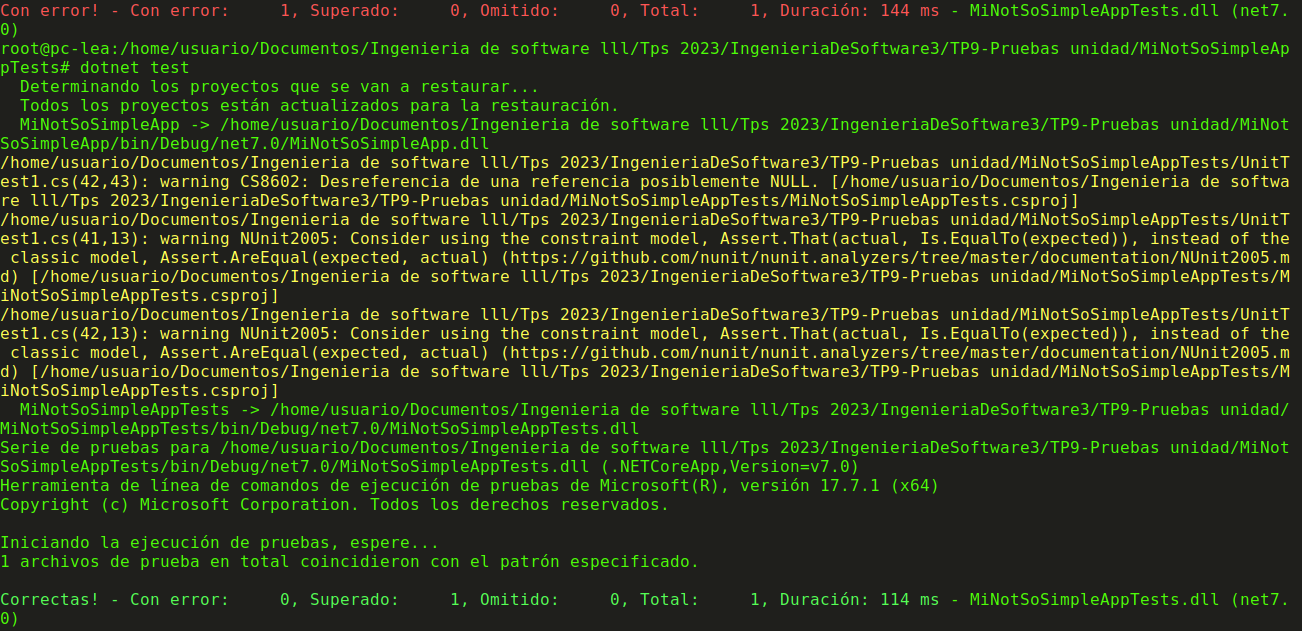 Con error! - Con error:     1, Superado:     0, Omitido:     0, Total:     1, Duración: 144 ms - MiNotSoSimpleAppTests.dll (net7.
0)
root@pc-lea:/home/usuario/Documentos/Ingenieria de software lll/Tps 2023/IngenieriaDeSoftware3/TP9-Pruebas unidad/MiNotSoSimpleAp
pTests# dotnet test
  Determinando los proyectos que se van a restaurar...
  Todos los proyectos están actualizados para la restauración.
  MiNotSoSimpleApp -> /home/usuario/Documentos/Ingenieria de software lll/Tps 2023/IngenieriaDeSoftware3/TP9-Pruebas unidad/MiNot
SoSimpleApp/bin/Debug/net7.0/MiNotSoSimpleApp.dll
/home/usuario/Documentos/Ingenieria de software lll/Tps 2023/IngenieriaDeSoftware3/TP9-Pruebas unidad/MiNotSoSimpleAppTests/UnitT
est1.cs(42,43): warning CS8602: Desreferencia de una referencia posiblemente NULL. [/home/usuario/Documentos/Ingenieria de softwa
re lll/Tps 2023/IngenieriaDeSoftware3/TP9-Pruebas unidad/MiNotSoSimpleAppTests/MiNotSoSimpleAppTests.csproj]
/home/usuario/Documentos/Ingenieria de software lll/Tps 2023/IngenieriaDeSoftware3/TP9-Pruebas unidad/MiNotSoSimpleAppTests/UnitT
est1.cs(41,13): warning NUnit2005: Consider using the constraint model, Assert.That(actual, Is.EqualTo(expected)), instead of the
 classic model, Assert.AreEqual(expected, actual) (https://github.com/nunit/nunit.analyzers/tree/master/documentation/NUnit2005.m
d) [/home/usuario/Documentos/Ingenieria de software lll/Tps 2023/IngenieriaDeSoftware3/TP9-Pruebas unidad/MiNotSoSimpleAppTests/M
iNotSoSimpleAppTests.csproj]
/home/usuario/Documentos/Ingenieria de software lll/Tps 2023/IngenieriaDeSoftware3/TP9-Pruebas unidad/MiNotSoSimpleAppTests/UnitT
est1.cs(42,13): warning NUnit2005: Consider using the constraint model, Assert.That(actual, Is.EqualTo(expected)), instead of the
 classic model, Assert.AreEqual(expected, actual) (https://github.com/nunit/nunit.analyzers/tree/master/documentation/NUnit2005.m
d) [/home/usuario/Documentos/Ingenieria de software lll/Tps 2023/IngenieriaDeSoftware3/TP9-Pruebas unidad/MiNotSoSimpleAppTests/M
iNotSoSimpleAppTests.csproj]
  MiNotSoSimpleAppTests -> /home/usuario/Documentos/Ingenieria de software lll/Tps 2023/IngenieriaDeSoftware3/TP9-Pruebas unidad/
MiNotSoSimpleAppTests/bin/Debug/net7.0/MiNotSoSimpleAppTests.dll
Serie de pruebas para /home/usuario/Documentos/Ingenieria de software lll/Tps 2023/IngenieriaDeSoftware3/TP9-Pruebas unidad/MiNot
SoSimpleAppTests/bin/Debug/net7.0/MiNotSoSimpleAppTests.dll (.NETCoreApp,Version=v7.0)
Herramienta de línea de comandos de ejecución de pruebas de Microsoft(R), versión 17.7.1 (x64)
Copyright (c) Microsoft Corporation. Todos los derechos reservados.

Iniciando la ejecución de pruebas, espere...
1 archivos de prueba en total coincidieron con el patrón especificado.

Correctas! - Con error:     0, Superado:     1, Omitido:     0, Total:     1, Duración: 114 ms - MiNotSoSimpleAppTests.dll (net7.
0)